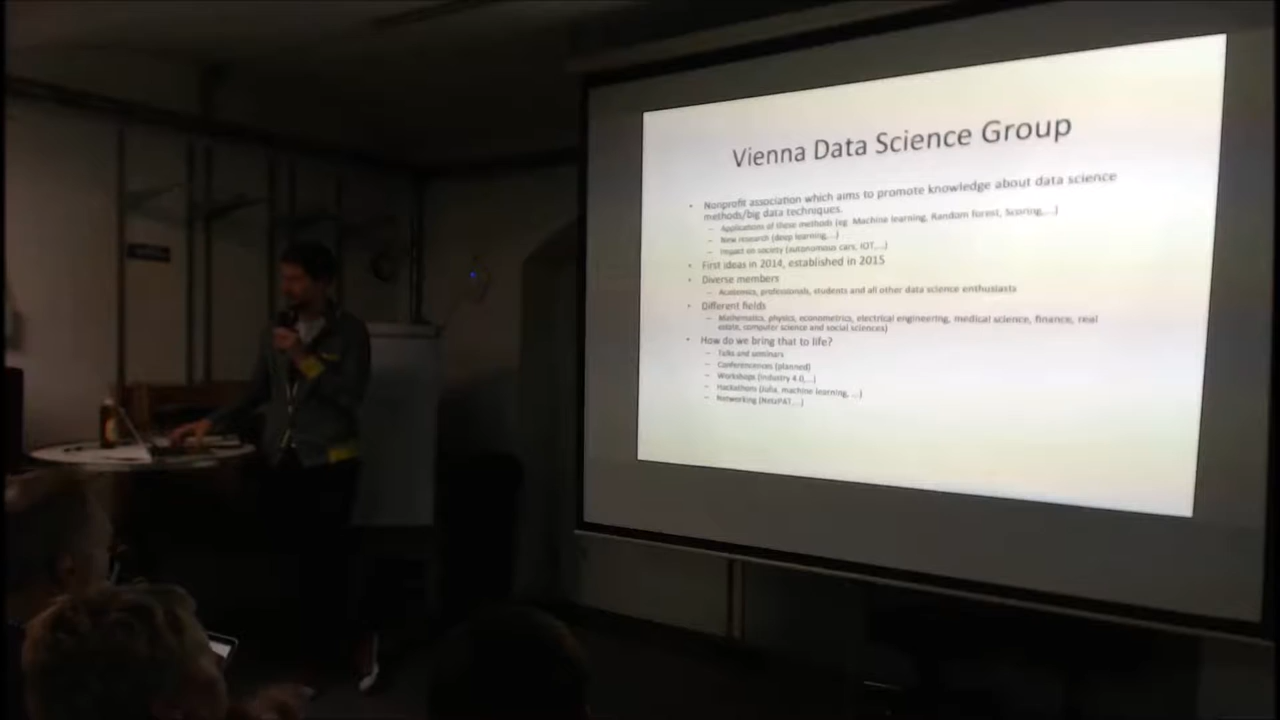 Vienna Data Science Group
• Nonprofit association which aims to promote knowledge about data science
methods/big data techniques.
– Applications of these methods (eg. Machine learning, Random forest, Scoring,...)
– New research (deep learning,...)
– Impact on society (autonomous cars, IOT,...)
• First ideas in 2014, established in 2015
• Diverse members
– Academics, professionals, students and all other data science enthusiasts
• Different fields
– Mathematics, physics, econometrics, electrical engineering, medical science, finance, real
estate, computer science and social sciences)
• How do we bring that to life?
– Talks and seminars
– Conferencences (planned)
– Workshops (Industry 4.0,...)
– Hackathons (Julia, machine learning, ...)
– Networking (NetzPAT,...)